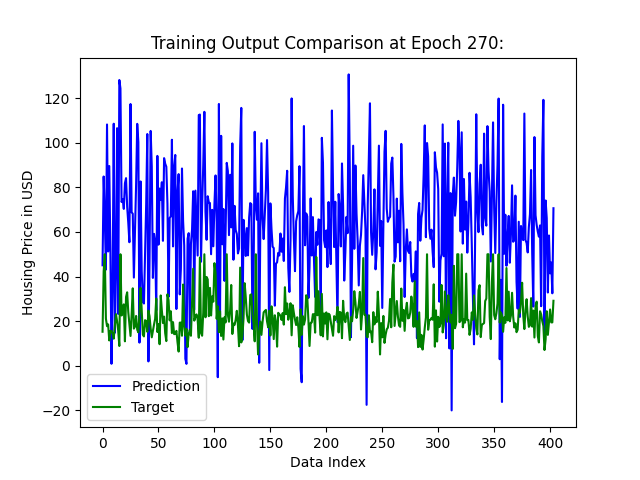 Training Output Comparison at Epoch 270:
Housing Price in USD
120
100
80
60
40
20
0
−20
Prediction
Target
0 50 100 150 200 250 300 350 400
Data Index